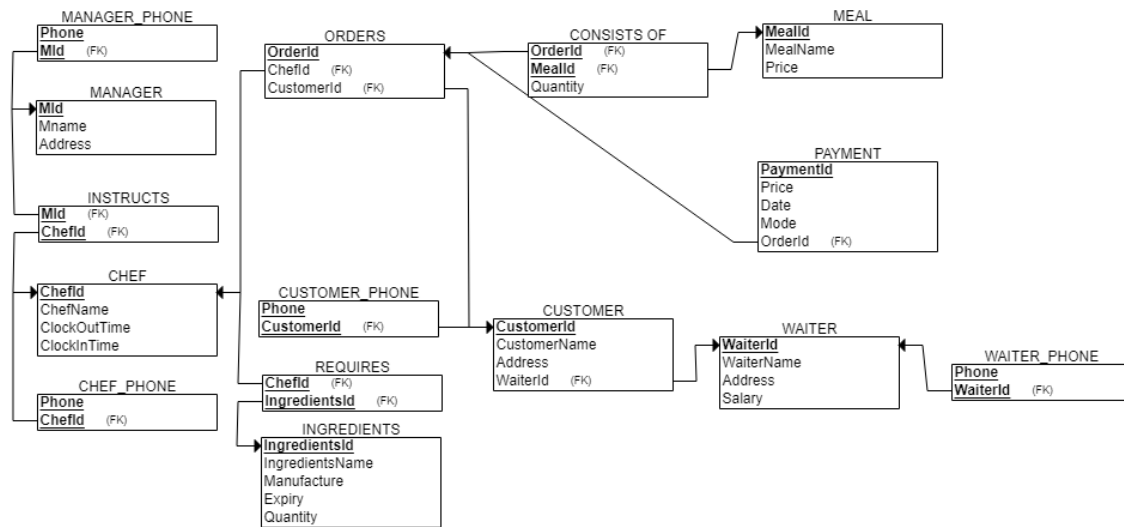 MANAGER_PHONE
Phone
MId (FK)
MANAGER
MId
Mname
Address
INSTRUCTS
MId (FK)
ChefId (FK)
CHEF
ChefId
ChefName
ClockOutTime
ClockInTime
CHEF_PHONE
Phone
ChefId (FK)
ORDERS
OrderId
ChefId (FK)
CustomerId (FK)
CUSTOMER_PHONE
Phone
CustomerId (FK)
REQUIRES
ChefId (FK)
IngredientsId (FK)
INGREDIENTS
IngredientsId
IngredientsName
Manufacture
Expiry
Quantity
CONSISTS OF
OrderId (FK)
MealId (FK)
Quantity
CUSTOMER
CustomerId
CustomerName
Address
WaiterId (FK)
MEAL
MealId
MealName
Price
PAYMENT
PaymentId
Price
Date
Mode
OrderId (FK)
WAITER
WaiterId
WaiterName
Address
Salary
WAITER_PHONE
Phone
WaiterId (FK)